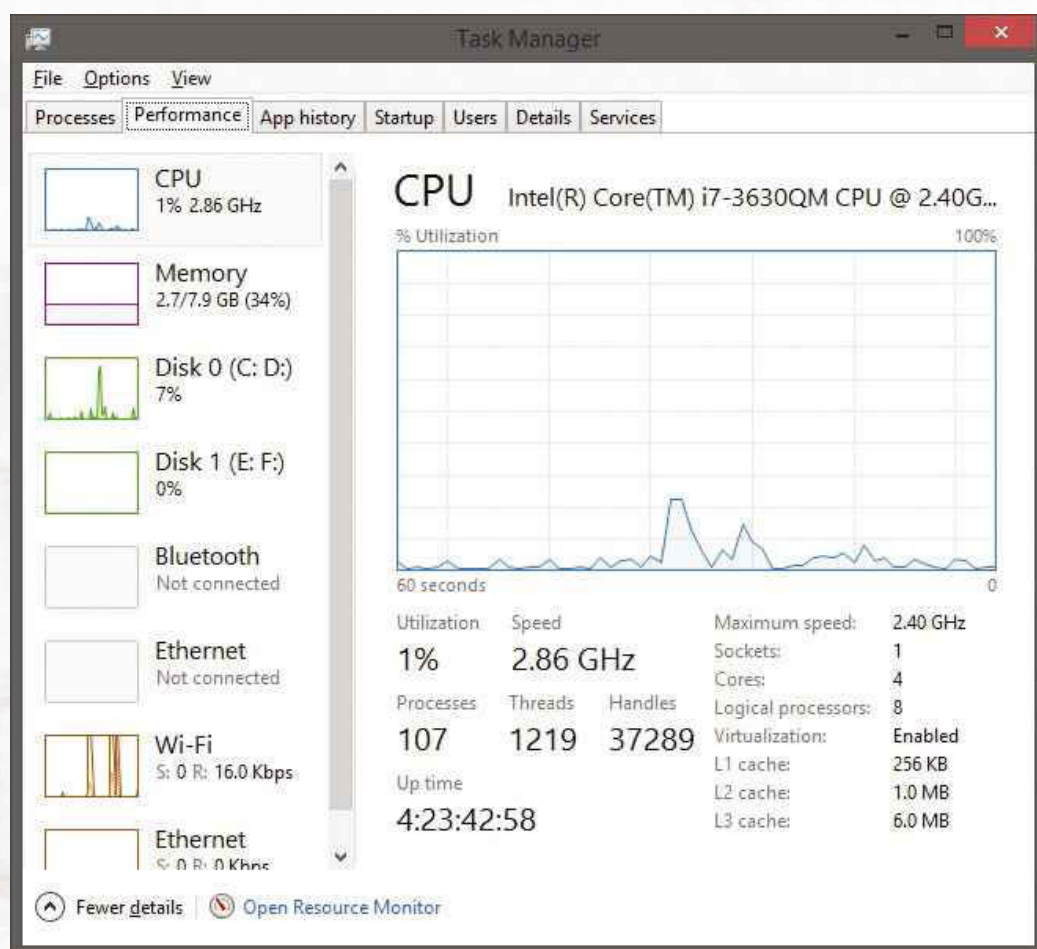 Task Manager
File Options View
Processes Performance App history Startup Users Details Services
CPU
1% 2.86 GHz
Memory
2.7/7.9 GB (34%)
Disk 0 (C: D:)
7%
Disk 1 (E: F:)
0%
Bluetooth
Not connected
Ethernet
Not connected
Wi-Fi
S: 0 R: 16.0 Kbps
Ethernet
S: 0 R: 0 Kbps
CPU Intel(R) Core(TM) i7-3630QM CPU @ 2.40G...
% Utilization 100%
60 seconds 0
Utilization Speed
1% 2.86 GHz
Processes Threads Handles
107 1219 37289
Up time
4:23:42:58
Maximum speed: 2.40 GHz
Sockets: 1
Cores: 4
Logical processors: 8
Virtualization: Enabled
L1 cache: 256 KB
L2 cache: 1.0 MB
L3 cache: 6.0 MB
Fewer details Open Resource Monitor